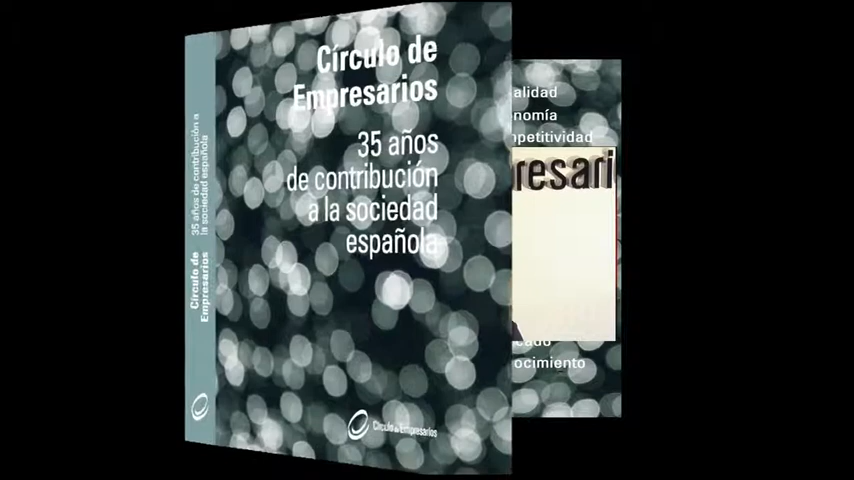 Círculo de
Empresarios
35 años
de contribución
a la sociedad
española
35 años de contribución a
la sociedad española
Círculo de
Empresarios
Círculo de Empresarios
alidad
nomía
petitividad
resari
cado
ocimiento